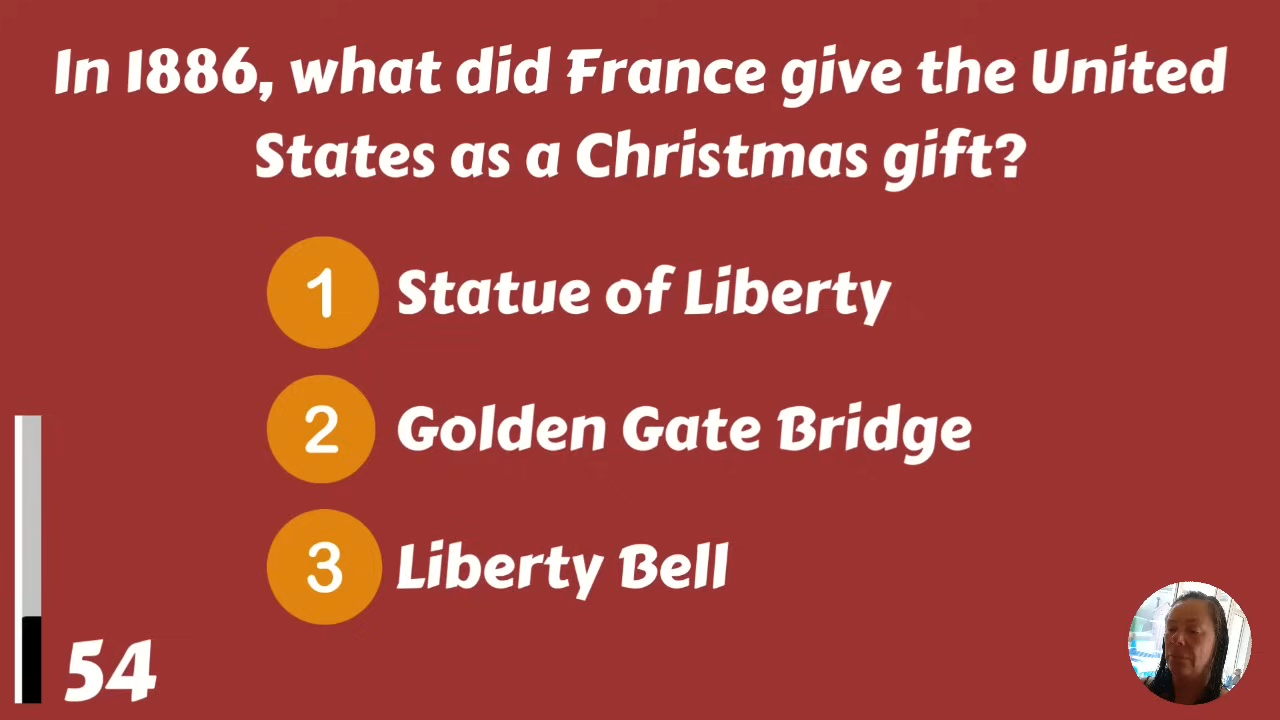 In 1886, what did France give the United
States as a Christmas gift?
1 Statue of Liberty
2 Golden Gate Bridge
3 Liberty Bell
54